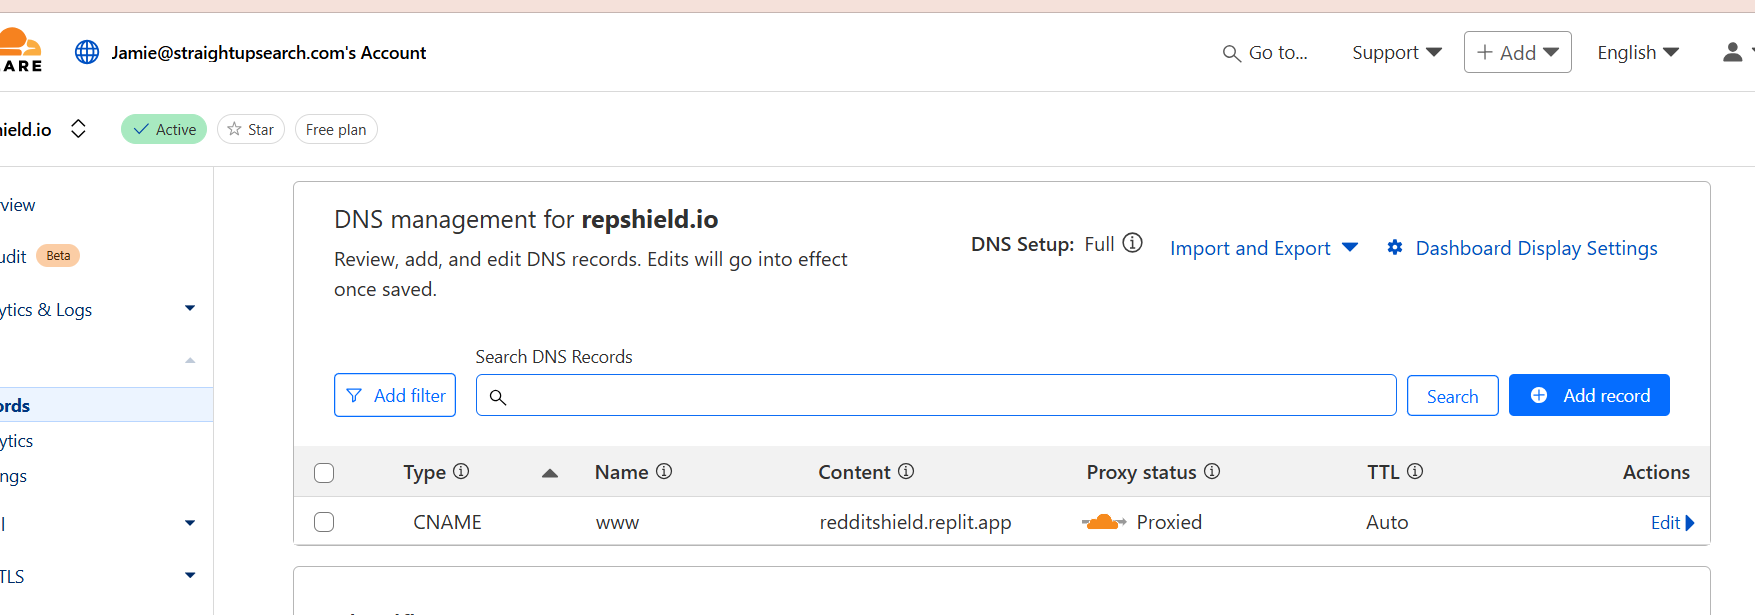 ARE
Jamie@straightupsearch.com's Account
Go to...
Support
+ Add
English
ield.io
Active
Star
Free plan
view
udit Beta
ytics & Logs
ords
ytics
ngs
TLS
DNS management for repshield.io
Review, add, and edit DNS records. Edits will go into effect
once saved.
DNS Setup: Full
Import and Export
Dashboard Display Settings
Search DNS Records
Add filter
Search
Add record
Type
Name
Content
Proxy status
TTL
Actions
CNAME
www
redditshield.replit.app
Proxied
Auto
Edit